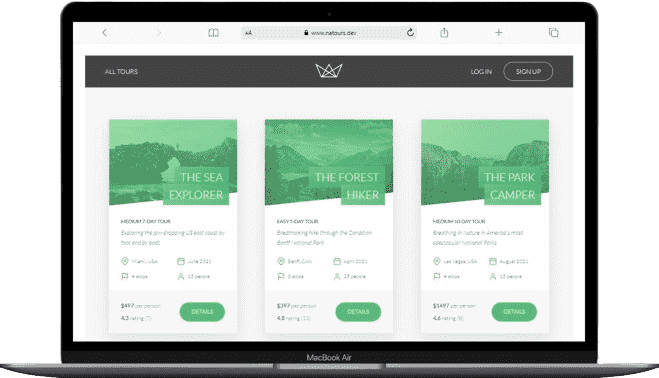 AA www.natours.dev
ALL TOURS LOG IN SIGN UP
THE SEA EXPLORER
MEDIUM 7-DAY TOUR
Exploring the jaw-dropping US east coast by
foot and by boat
Miami, USA June 2021
4 stops 15 people
$497 per person
4.3 rating (7)
DETAILS
THE FOREST HIKER
EASY 5-DAY TOUR
Breathtaking hike through the Canadian
Banff National Park
Banff, CAN April 2021
3 stops 25 people
$397 per person
4.8 rating
DETAILS
THE PARK CAMPER
MEDIUM 10-DAY TOUR
Breathing in Nature in America's most
spectacular National Parks
Las Vegas, USA August 2021
4 stops 15 people
$1497 per person
4.6 rating
DETAILS
MacBook Air